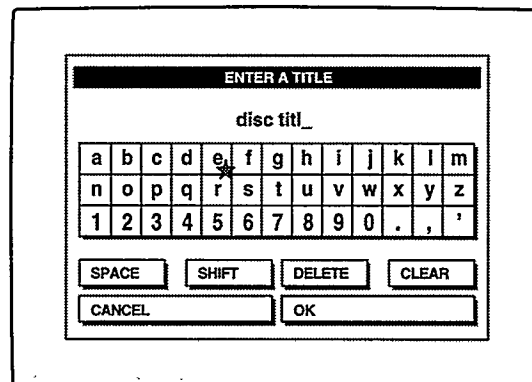 ENTER A TITLE
disc titl_
a b c d e f g h i j k l m
n o p q r s t u v w x y z
1 2 3 4 5 6 7 8 9 0 . , '
SPACE SHIFT DELETE CLEAR
CANCEL OK